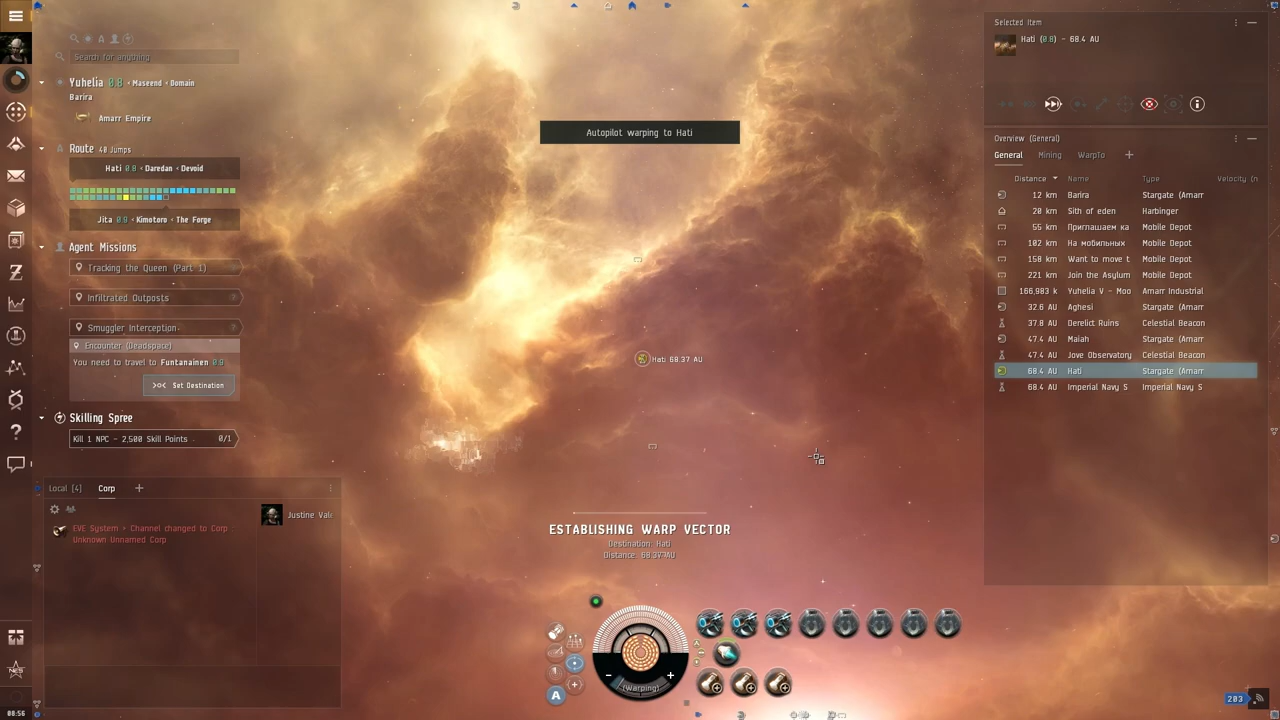 Search for anything
Yuhelia 0.8 ‹ Maseend ‹ Domain
Barira
Amarr Empire
Route 40 Jumps
Hati 0.8 ‹ Daredan ‹ Devoid
Jita 0.9 ‹ Kimotoro ‹ The Forge
Agent Missions
Tracking the Queen (Part 1)
Infiltrated Outposts
Smuggler Interception
Encounter (Deadspace)
You need to travel to Funtanainen 0.9
Set Destination
Skilling Spree
Kill 1 NPC - 2,500 Skill Points 0/1
Local [4] Corp
EVE System > Channel changed to Corp :
Unknown Unnamed Corp
08:56
Autopilot warping to Hati
Hati 68.37 AU
ESTABLISHING WARP VECTOR
Destination: Hati
Distance: 68.37 AU
(Warping)
A
Selected Item
Hati (0.8) - 68.4 AU
Overview (General)
General Mining WarpTo
Distance Name Type Velocity (m
12 km Barira Stargate (Amarr
28 km Sith of eden Harbinger
55 km Приглашаем ка Mobile Depot
102 km На мобильных Mobile Depot
158 km Want to move t Mobile Depot
221 km Join the Asylum Mobile Depot
166,983 k Yuhelia V - Moo Amarr Industrial
32.6 AU Aghesi Stargate (Amarr
37.8 AU Derelict Ruins Celestial Beacon
47.4 AU Maiah Stargate (Amarr
47.4 AU Jove Observatory Celestial Beacon
68.4 AU Hati Stargate (Amarr
68.4 AU Imperial Navy S Imperial Navy S
203